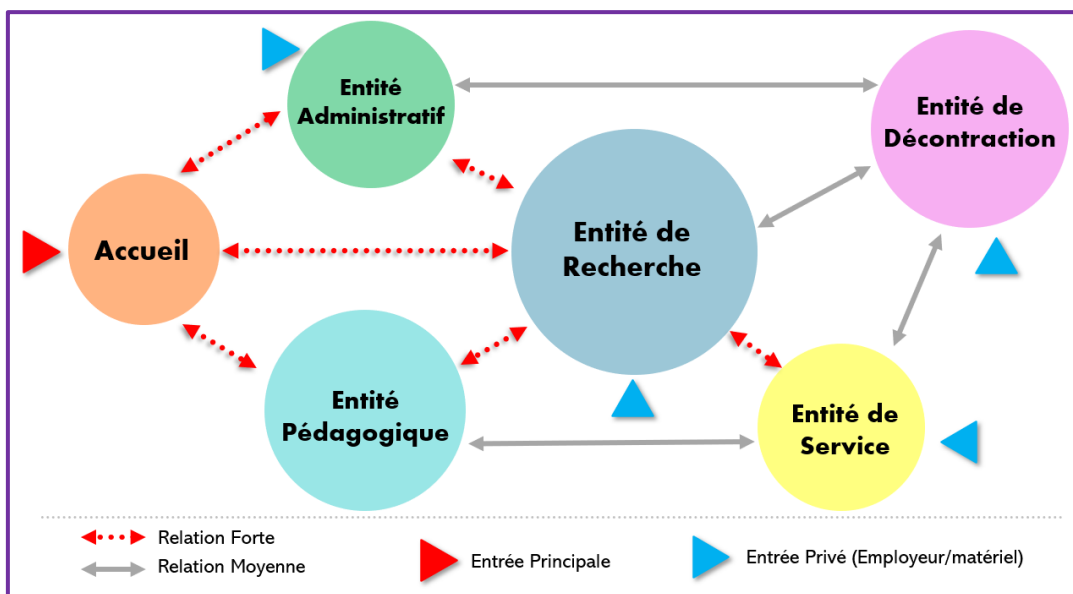 Entité
Administratif
Entité de
Décontraction
Accueil
Entité de
Recherche
Entité
Pédagogique
Entité de
Service
Relation Forte
Relation Moyenne
Entrée Principale
Entrée Privé (Employeur/matériel)